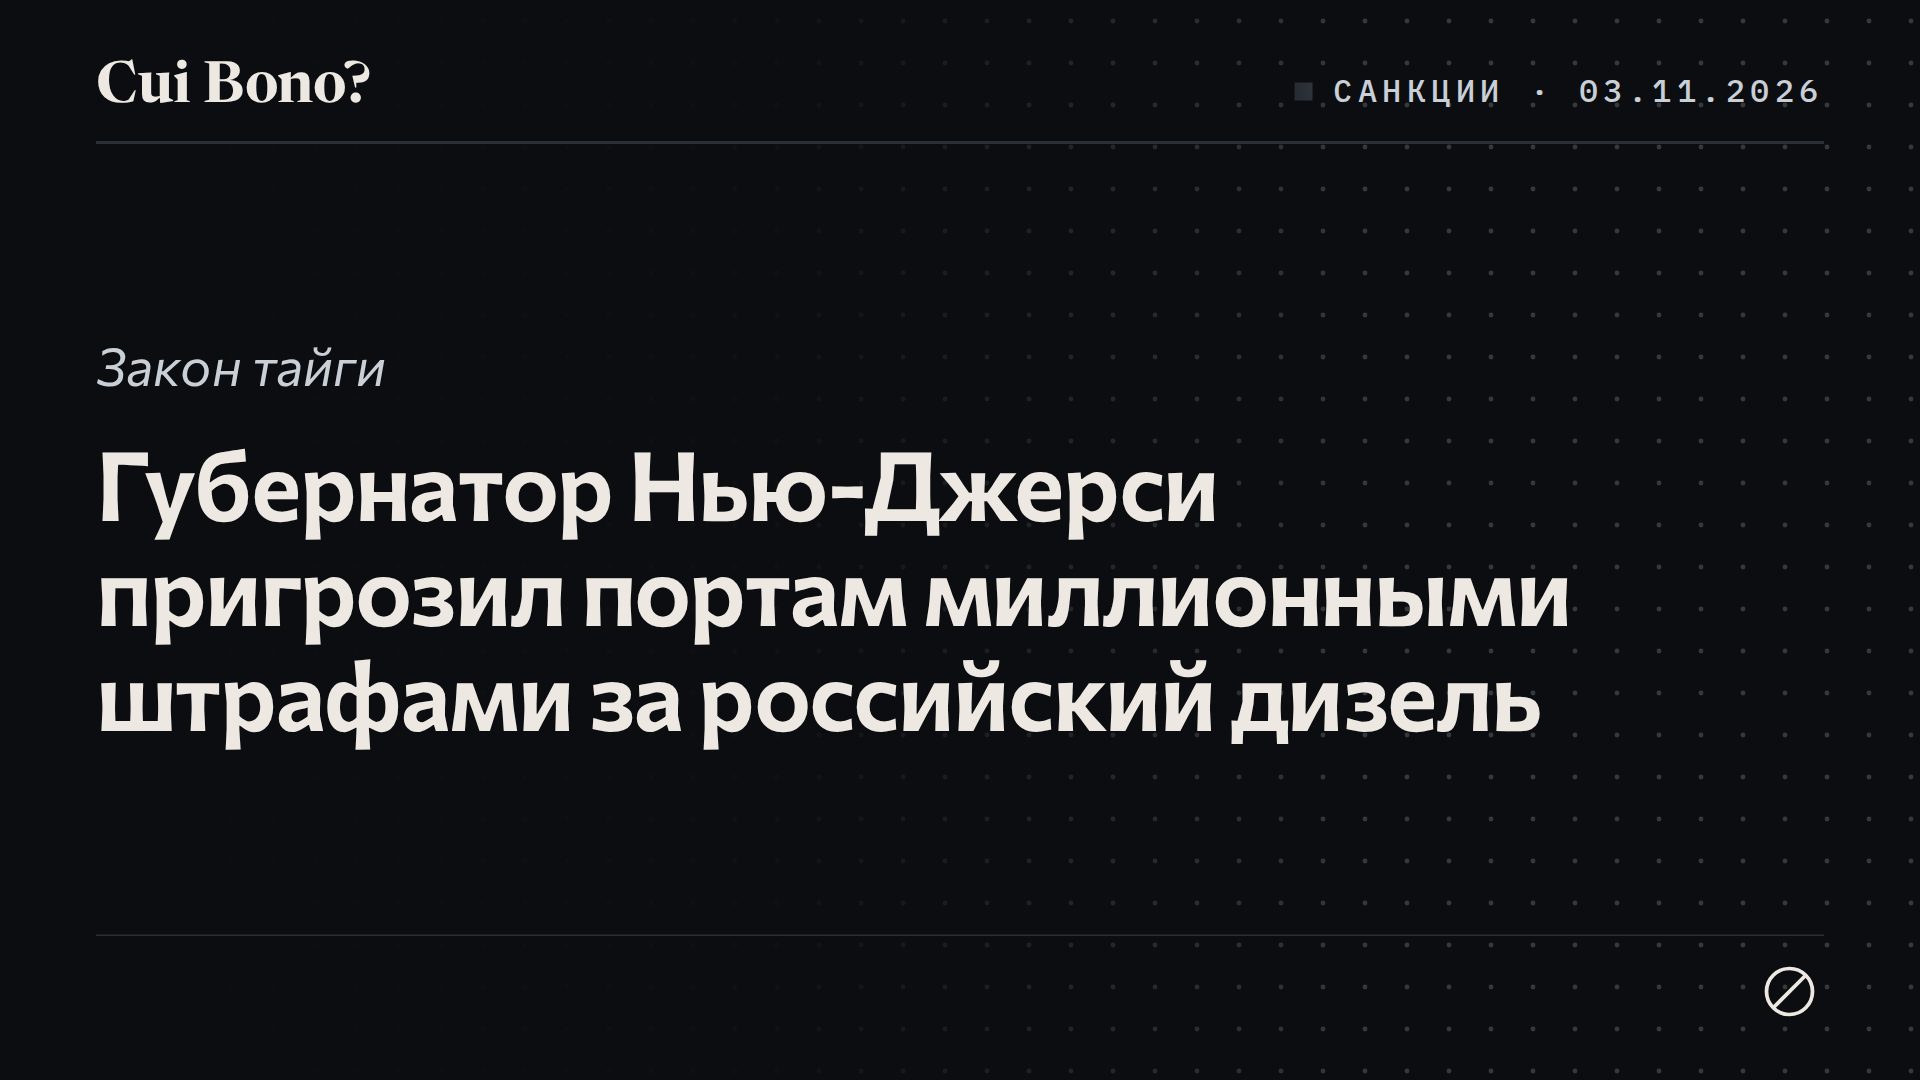 Cui Bono?
САНКЦИИ · 03.11.2026
Закон тайги
Губернатор Нью-Джерси
пригрозил портам миллионными
штрафами за российский дизель